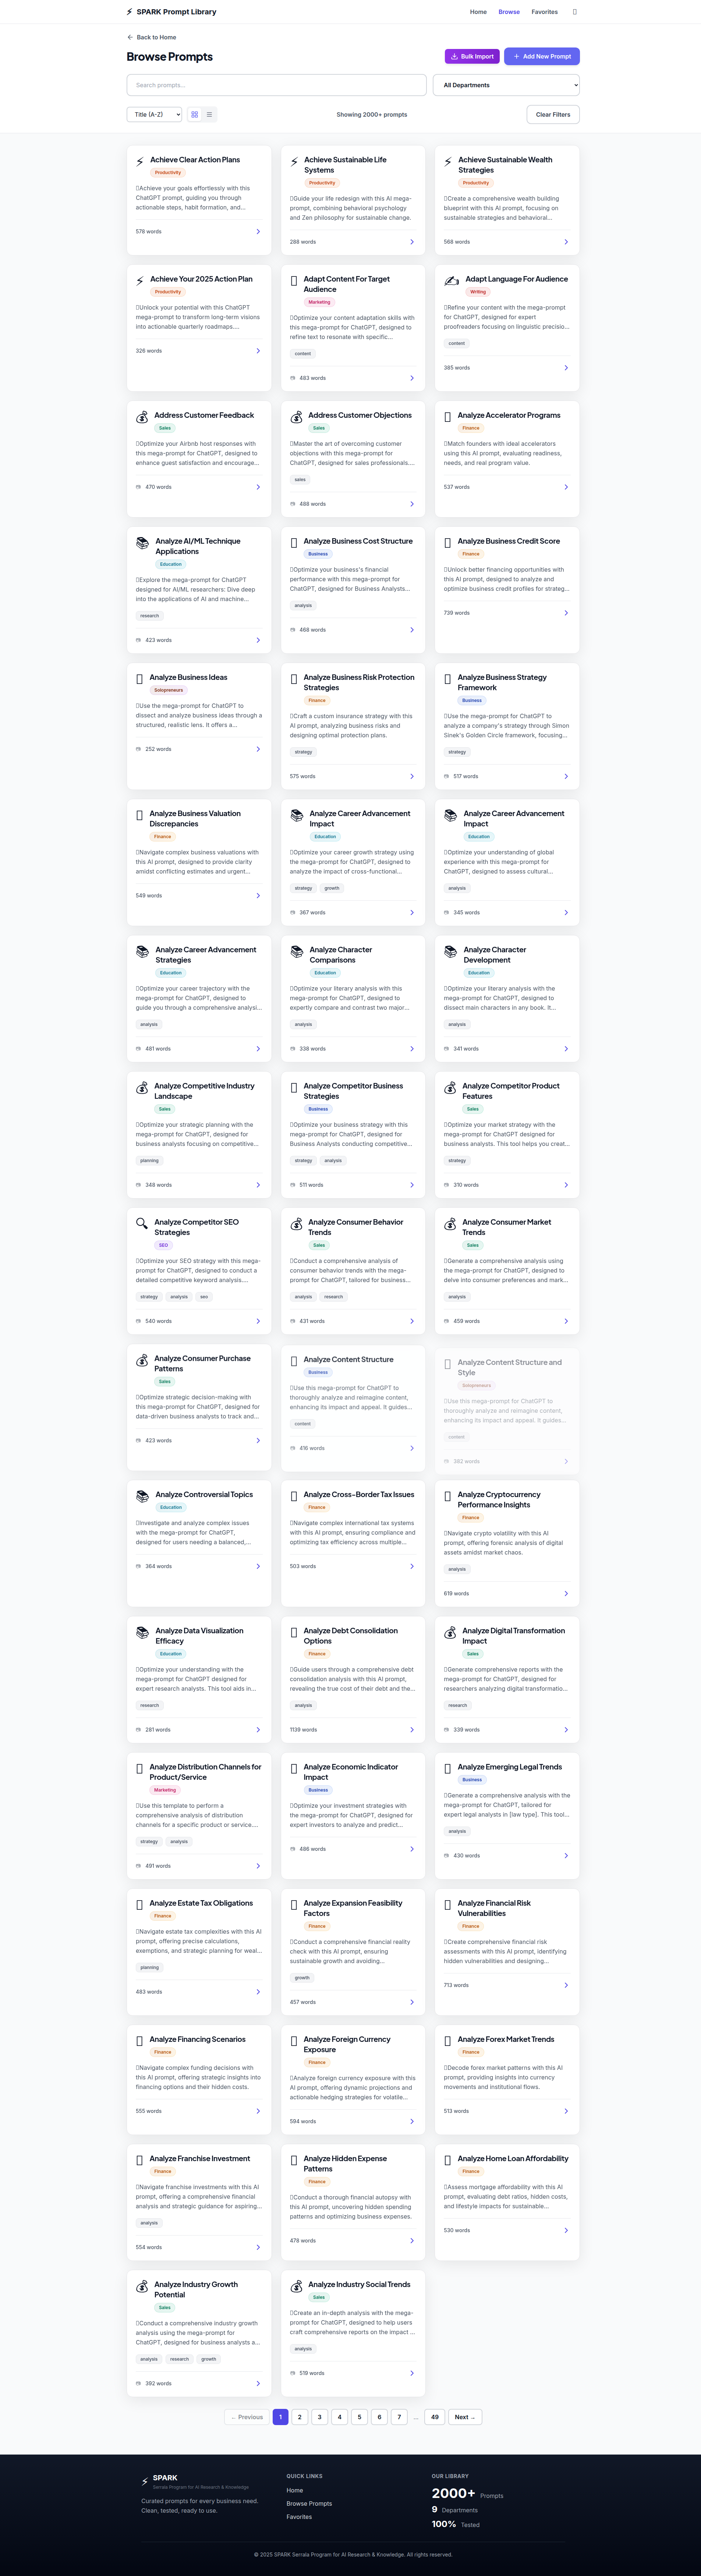 SPARK Prompt Library
Home
Browse
Favorites
Back to Home
Browse Prompts
Bulk Import
Add New Prompt
Search prompts...
All Departments
Title (A-Z)
Showing 2000+ prompts
Clear Filters
Achieve Clear Action Plans
Productivity
Achieve your goals effortlessly with this
ChatGPT prompt, guiding you through
actionable steps, habit formation, and...
578 words
Achieve Sustainable Life
Systems
Productivity
Guide your life redesign with this AI mega-
prompt, combining behavioral psychology
and Zen philosophy for sustainable change.
288 words
Achieve Sustainable Wealth
Strategies
Productivity
Create a comprehensive wealth building
blueprint with this AI prompt, focusing on
sustainable strategies and behavioral...
568 words
Achieve Your 2025 Action Plan
Productivity
Unlock your potential with this ChatGPT
mega-prompt to transform long-term visions
into actionable quarterly roadmaps....
326 words
Adapt Content For Target
Audience
Marketing
Optimize your content adaptation skills with
this mega-prompt for ChatGPT, designed to
refine text to resonate with specific...
content
483 words
Adapt Language For Audience
Writing
Refine your content with the mega-prompt
for ChatGPT, designed for expert
proofreaders focusing on linguistic precisio...
content
385 words
Address Customer Feedback
Sales
Optimize your Airbnb host responses with
this mega-prompt for ChatGPT, designed to
enhance guest satisfaction and encourage...
470 words
Address Customer Objections
Sales
Master the art of overcoming customer
objections with this mega-prompt for
ChatGPT, designed for sales professionals....
sales
488 words
Analyze Accelerator Programs
Finance
Match founders with ideal accelerators
using this AI prompt, evaluating readiness,
needs, and real program value.
537 words
Analyze AI/ML Technique
Applications
Education
Explore the mega-prompt for ChatGPT
designed for AI/ML researchers: Dive deep
into the applications of AI and machine...
research
423 words
Analyze Business Cost Structure
Business
Optimize your business's financial
performance with this mega-prompt for
ChatGPT, designed for Business Analysts...
analysis
468 words
Analyze Business Credit Score
Finance
Unlock better financing opportunities with
this AI prompt, designed to analyze and
optimize business credit profiles for strateg...
739 words
Analyze Business Ideas
Solopreneurs
Use the mega-prompt for ChatGPT to
dissect and analyze business ideas through a
structured, realistic lens. It offers a...
252 words
Analyze Business Risk Protection
Strategies
Finance
Craft a custom insurance strategy with this
AI prompt, analyzing business risks and
designing optimal protection plans.
strategy
575 words
Analyze Business Strategy
Framework
Business
Use the mega-prompt for ChatGPT to
analyze a company's strategy through Simon
Sinek's Golden Circle framework, focusing...
strategy
517 words
Analyze Business Valuation
Discrepancies
Finance
Navigate complex business valuations with
this AI prompt, designed to provide clarity
amidst conflicting estimates and urgent...
549 words
Analyze Career Advancement
Impact
Education
Optimize your career growth strategy using
the mega-prompt for ChatGPT, designed to
analyze the impact of cross-functional...
strategy
growth
367 words
Analyze Career Advancement
Impact
Education
Optimize your understanding of global
experience with this mega-prompt for
ChatGPT, designed to assess cultural...
analysis
345 words
Analyze Career Advancement
Strategies
Education
Optimize your career trajectory with the
mega-prompt for ChatGPT, designed to
guide you through a comprehensive analysi...
analysis
481 words
Analyze Character
Comparisons
Education
Optimize your literary analysis with this
mega-prompt for ChatGPT, designed to
expertly compare and contrast two major...
analysis
338 words
Analyze Character
Development
Education
Optimize your literary analysis with the
mega-prompt for ChatGPT, designed to
dissect main characters in any book. It...
analysis
341 words
Analyze Competitive Industry
Landscape
Sales
Optimize your strategic planning with the
mega-prompt for ChatGPT, designed for
business analysts focusing on competitive...
planning
348 words
Analyze Competitor Business
Strategies
Business
Optimize your business strategy with this
mega-prompt for ChatGPT, designed for
Business Analysts conducting competitive...
strategy
analysis
511 words
Analyze Competitor Product
Features
Sales
Optimize your market strategy with the
mega-prompt for ChatGPT designed for
business analysts. This tool helps you creat...
strategy
310 words
Analyze Competitor SEO
Strategies
SEO
Optimize your SEO strategy with this mega-
prompt for ChatGPT, designed to conduct a
detailed competitive keyword analysis....
strategy
analysis
seo
540 words
Analyze Consumer Behavior
Trends
Sales
Conduct a comprehensive analysis of
consumer behavior trends with the mega-
prompt for ChatGPT, tailored for business...
analysis
research
431 words
Analyze Consumer Market
Trends
Sales
Generate a comprehensive analysis using
the mega-prompt for ChatGPT, designed to
delve into consumer preferences and mark...
analysis
459 words
Analyze Consumer Purchase
Patterns
Sales
Optimize strategic decision-making with
this mega-prompt for ChatGPT, designed for
data-driven business analysts to track and...
423 words
Analyze Content Structure
Business
Use this mega-prompt for ChatGPT to
thoroughly analyze and reimagine content,
enhancing its impact and appeal. It guides...
content
416 words
Analyze Content Structure and
Style
Solopreneurs
Use this mega-prompt for ChatGPT to
thoroughly analyze and reimagine content,
enhancing its impact and appeal. It guides...
content
382 words
Analyze Controversial Topics
Education
Investigate and analyze complex issues
with the mega-prompt for ChatGPT,
designed for users needing a balanced,...
364 words
Analyze Cross-Border Tax Issues
Finance
Navigate complex international tax systems
with this AI prompt, ensuring compliance and
optimizing tax efficiency across multiple...
503 words
Analyze Cryptocurrency
Performance Insights
Finance
Navigate crypto volatility with this AI
prompt, offering forensic analysis of digital
assets amidst market chaos.
analysis
619 words
Analyze Data Visualization
Efficacy
Education
Optimize your understanding with the
mega-prompt for ChatGPT designed for
expert research analysts. This tool aids in...
research
281 words
Analyze Debt Consolidation
Options
Finance
Guide users through a comprehensive debt
consolidation analysis with this AI prompt,
revealing the true cost of their debt and the...
analysis
1139 words
Analyze Digital Transformation
Impact
Sales
Generate comprehensive reports with the
mega-prompt for ChatGPT, designed for
researchers analyzing digital transformatio...
research
339 words
Analyze Distribution Channels for
Product/Service
Marketing
Use this template to perform a
comprehensive analysis of distribution
channels for a specific product or service....
strategy
analysis
491 words
Analyze Economic Indicator
Impact
Business
Optimize your investment strategies with
the mega-prompt for ChatGPT, designed for
expert investors to analyze and predict...
486 words
Analyze Emerging Legal Trends
Business
Generate a comprehensive analysis with the
mega-prompt for ChatGPT, tailored for
expert legal analysts in [law type]. This tool...
analysis
430 words
Analyze Estate Tax Obligations
Finance
Navigate estate tax complexities with this AI
prompt, offering precise calculations,
exemptions, and strategic planning for weal...
planning
483 words
Analyze Expansion Feasibility
Factors
Finance
Conduct a comprehensive financial reality
check with this AI prompt, ensuring
sustainable growth and avoiding...
growth
457 words
Analyze Financial Risk
Vulnerabilities
Finance
Create comprehensive financial risk
assessments with this AI prompt, identifying
hidden vulnerabilities and designing...
713 words
Analyze Financing Scenarios
Finance
Navigate complex funding decisions with
this AI prompt, offering strategic insights into
financing options and their hidden costs.
555 words
Analyze Foreign Currency
Exposure
Finance
Analyze foreign currency exposure with this
AI prompt, offering dynamic projections and
actionable hedging strategies for volatile...
594 words
Analyze Forex Market Trends
Finance
Decode forex market patterns with this AI
prompt, providing insights into currency
movements and institutional flows.
513 words
Analyze Franchise Investment
Finance
Navigate franchise investments with this AI
prompt, offering a comprehensive financial
analysis and strategic guidance for aspiring...
analysis
554 words
Analyze Hidden Expense
Patterns
Finance
Conduct a thorough financial autopsy with
this AI prompt, uncovering hidden spending
patterns and optimizing business expenses.
478 words
Analyze Home Loan Affordability
Finance
Assess mortgage affordability with this AI
prompt, evaluating debt ratios, hidden costs,
and lifestyle impacts for sustainable...
530 words
Analyze Industry Growth
Potential
Sales
Conduct a comprehensive industry growth
analysis using the mega-prompt for
ChatGPT, designed for business analysts a...
analysis
research
growth
392 words
Analyze Industry Social Trends
Sales
Create an in-depth analysis with the mega-
prompt for ChatGPT, designed to help users
craft comprehensive reports on the impact ...
analysis
519 words
← Previous
1
2
3
4
5
6
7
...
49
Next →
SPARK
Serrala Program for AI Research & Knowledge
Curated prompts for every business need.
Clean, tested, ready to use.
QUICK LINKS
Home
Browse Prompts
Favorites
OUR LIBRARY
2000+ Prompts
9 Departments
100% Tested
© 2025 SPARK Serrala Program for AI Research & Knowledge. All rights reserved.